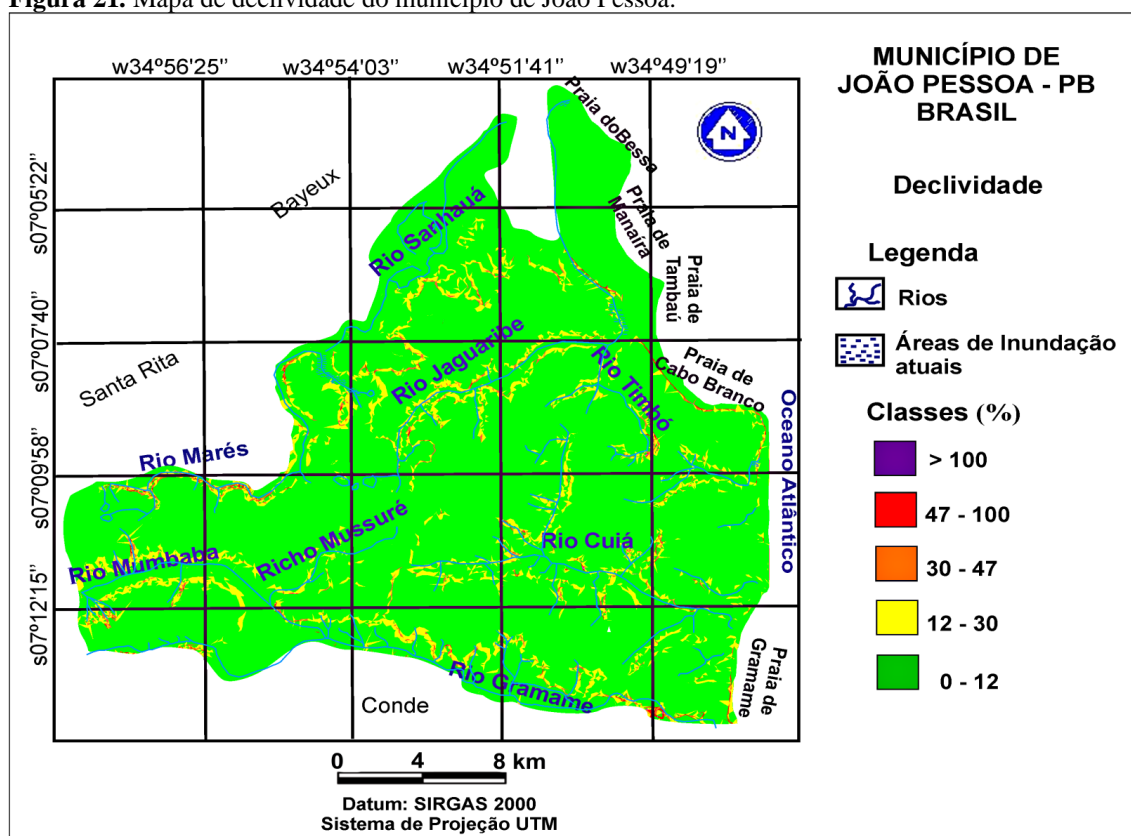 Figura 21. Mapa de declividade do município de João Pessoa.
w34º56'25" w34º54'03" w34º51'41" w34º49'19"
MUNICÍPIO DE
JOÃO PESSOA - PB
BRASIL
Declividade
Legenda
Rios
Áreas de Inundação
atuais
Classes (%)
> 100
47 - 100
30 - 47
12 - 30
0 - 12
s07º05'22"
s07º07'40"
s07º09'58"
s07º12'15"
N
Praia doBessa
Praia de
Manaíra
Praia de
Tambaú
Praia de
Cabo Branco
Oceano Atlântico
Praia de
Gramame
Bayeux
Santa Rita
Conde
Rio Sanhauá
Rio Jaguaribe
Rio Timbó
Rio Marés
Rio Mumbaba
Richo Mussuré
Rio Cuiá
Rio Gramame
0 4 8 km
Datum: SIRGAS 2000
Sistema de Projeção UTM